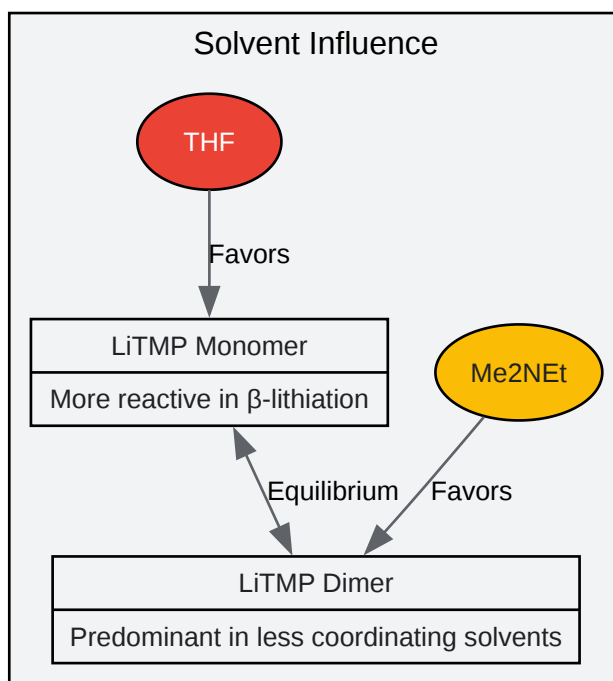 Solvent Influence
THF
Favors
LiTMP Monomer
More reactive in β-lithiation
Me2NEt
Equilibrium
Favors
LiTMP Dimer
Predominant in less coordinating solvents